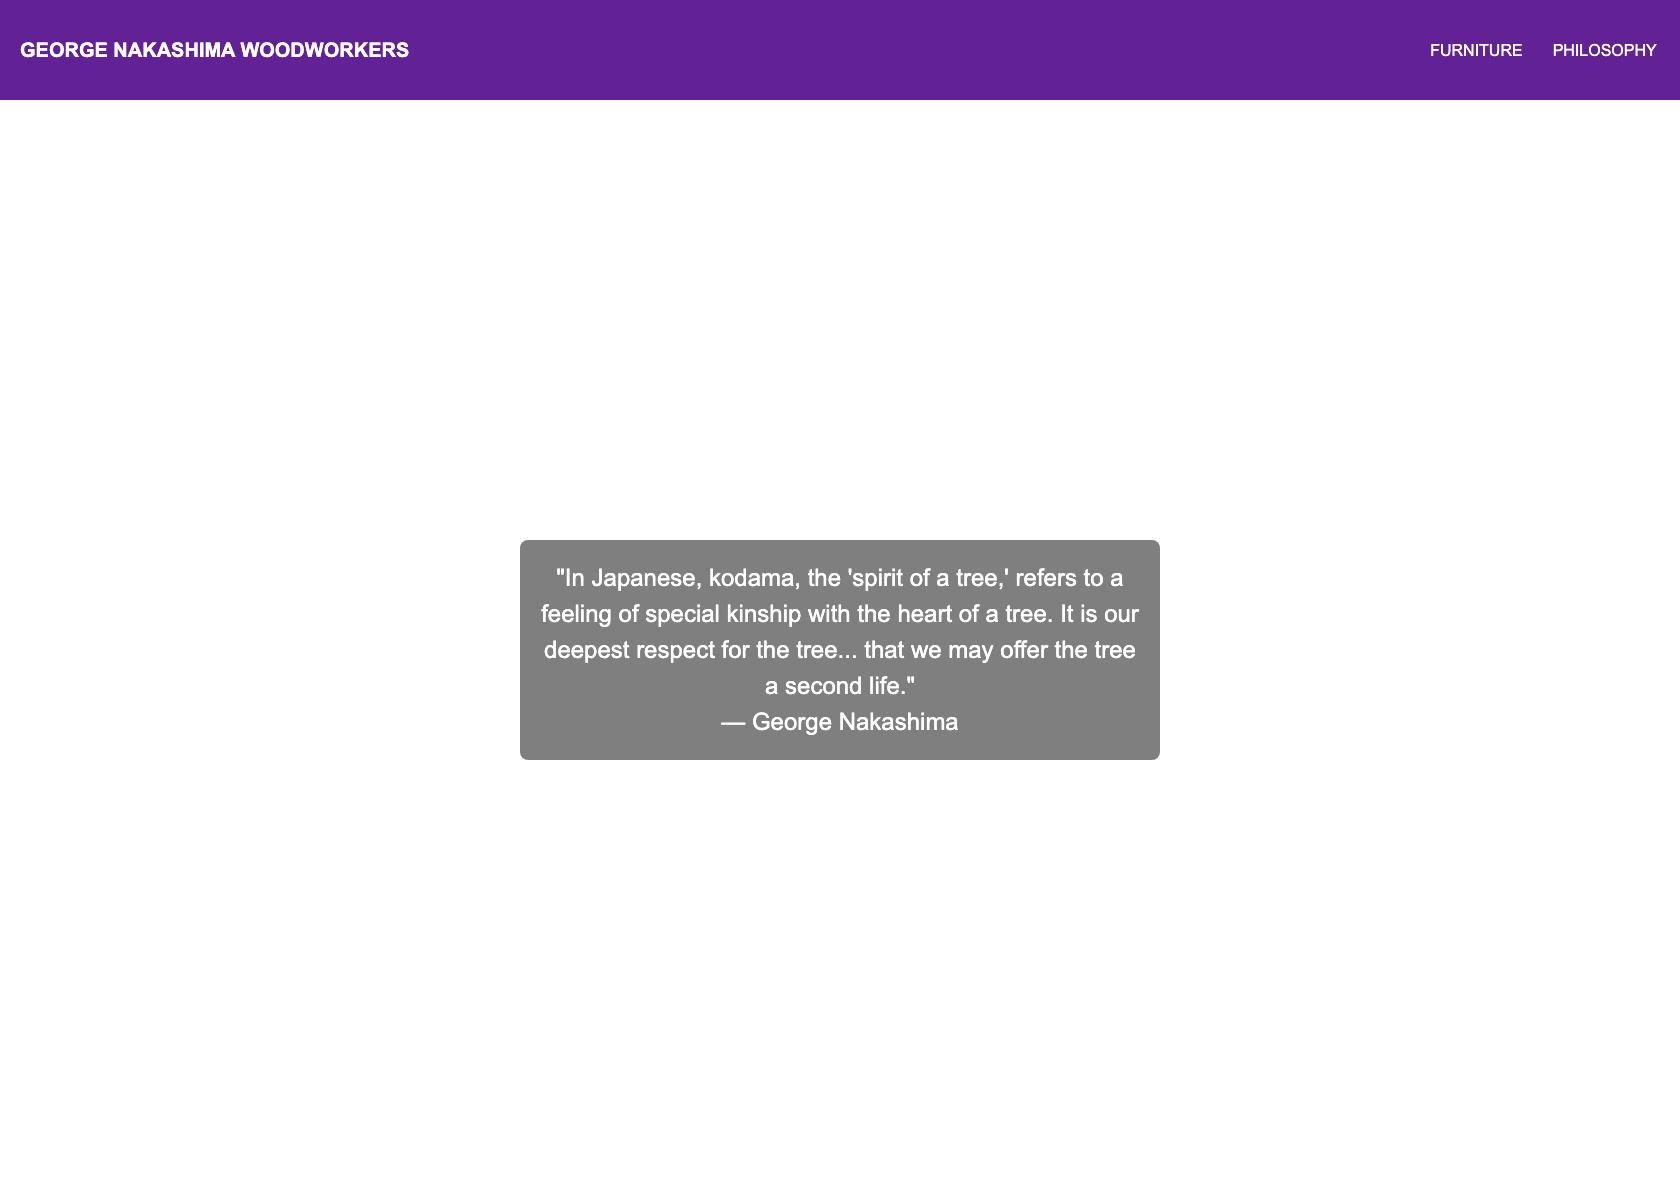 GEORGE NAKASHIMA WOODWORKERS
FURNITURE
PHILOSOPHY
"In Japanese, kodama, the 'spirit of a tree,' refers to a
feeling of special kinship with the heart of a tree. It is our
deepest respect for the tree... that we may offer the tree
a second life."
— George Nakashima